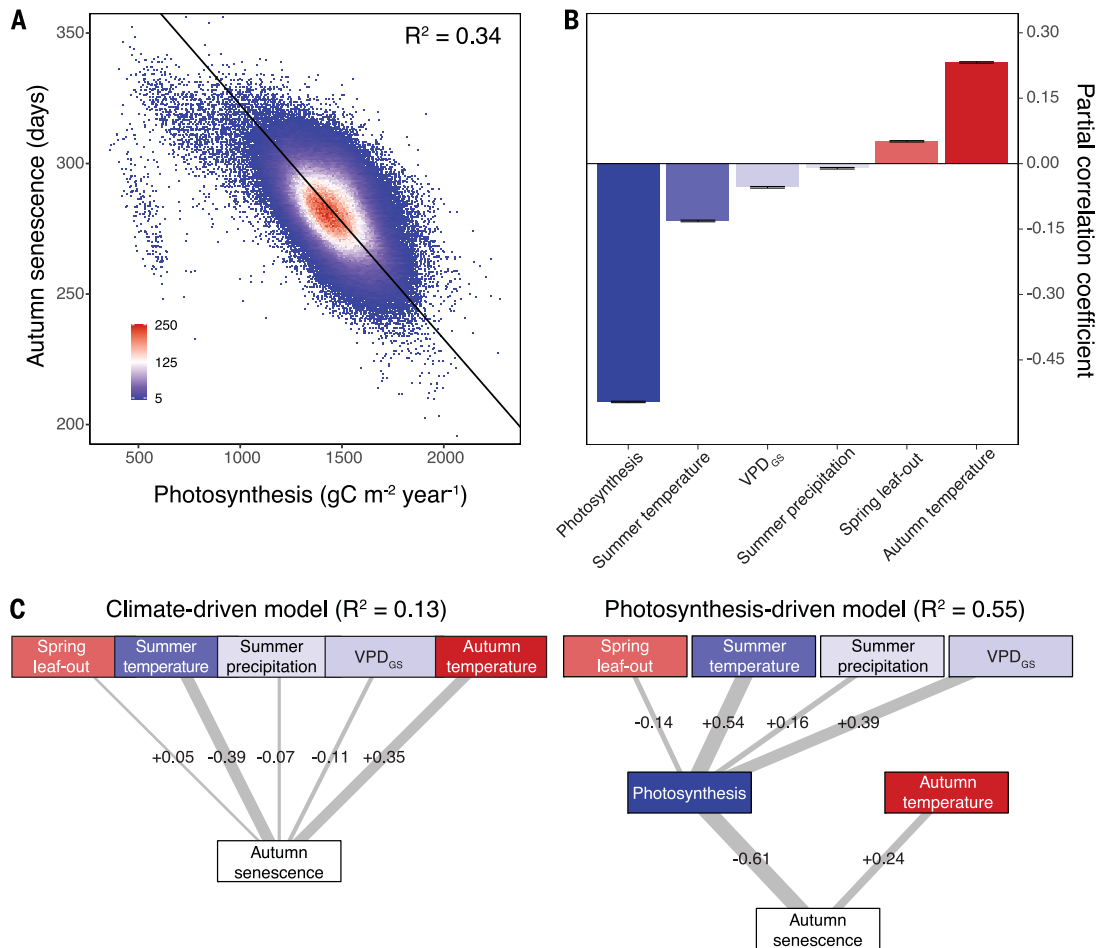 A
R² = 0.34
Autumn senescence (days)
350
300
250
200
250
125
5
500
1000
1500
2000
Photosynthesis (gC m⁻² year⁻¹)
B
0.30
0.15
0.00
-0.15
-0.30
-0.45
Partial correlation coefficient
Photosynthesis
Summer temperature
VPD_GS
Summer precipitation
Spring leaf-out
Autumn temperature
C
Climate-driven model (R² = 0.13)
Spring
leaf-out
Summer
temperature
Summer
precipitation
VPD_GS
Autumn
temperature
+0.05
-0.39
-0.07
-0.11
+0.35
Autumn
senescence
Photosynthesis-driven model (R² = 0.55)
Spring
leaf-out
Summer
temperature
Summer
precipitation
VPD_GS
-0.14
+0.54
+0.16
+0.39
Photosynthesis
Autumn
temperature
-0.61
+0.24
Autumn
senescence